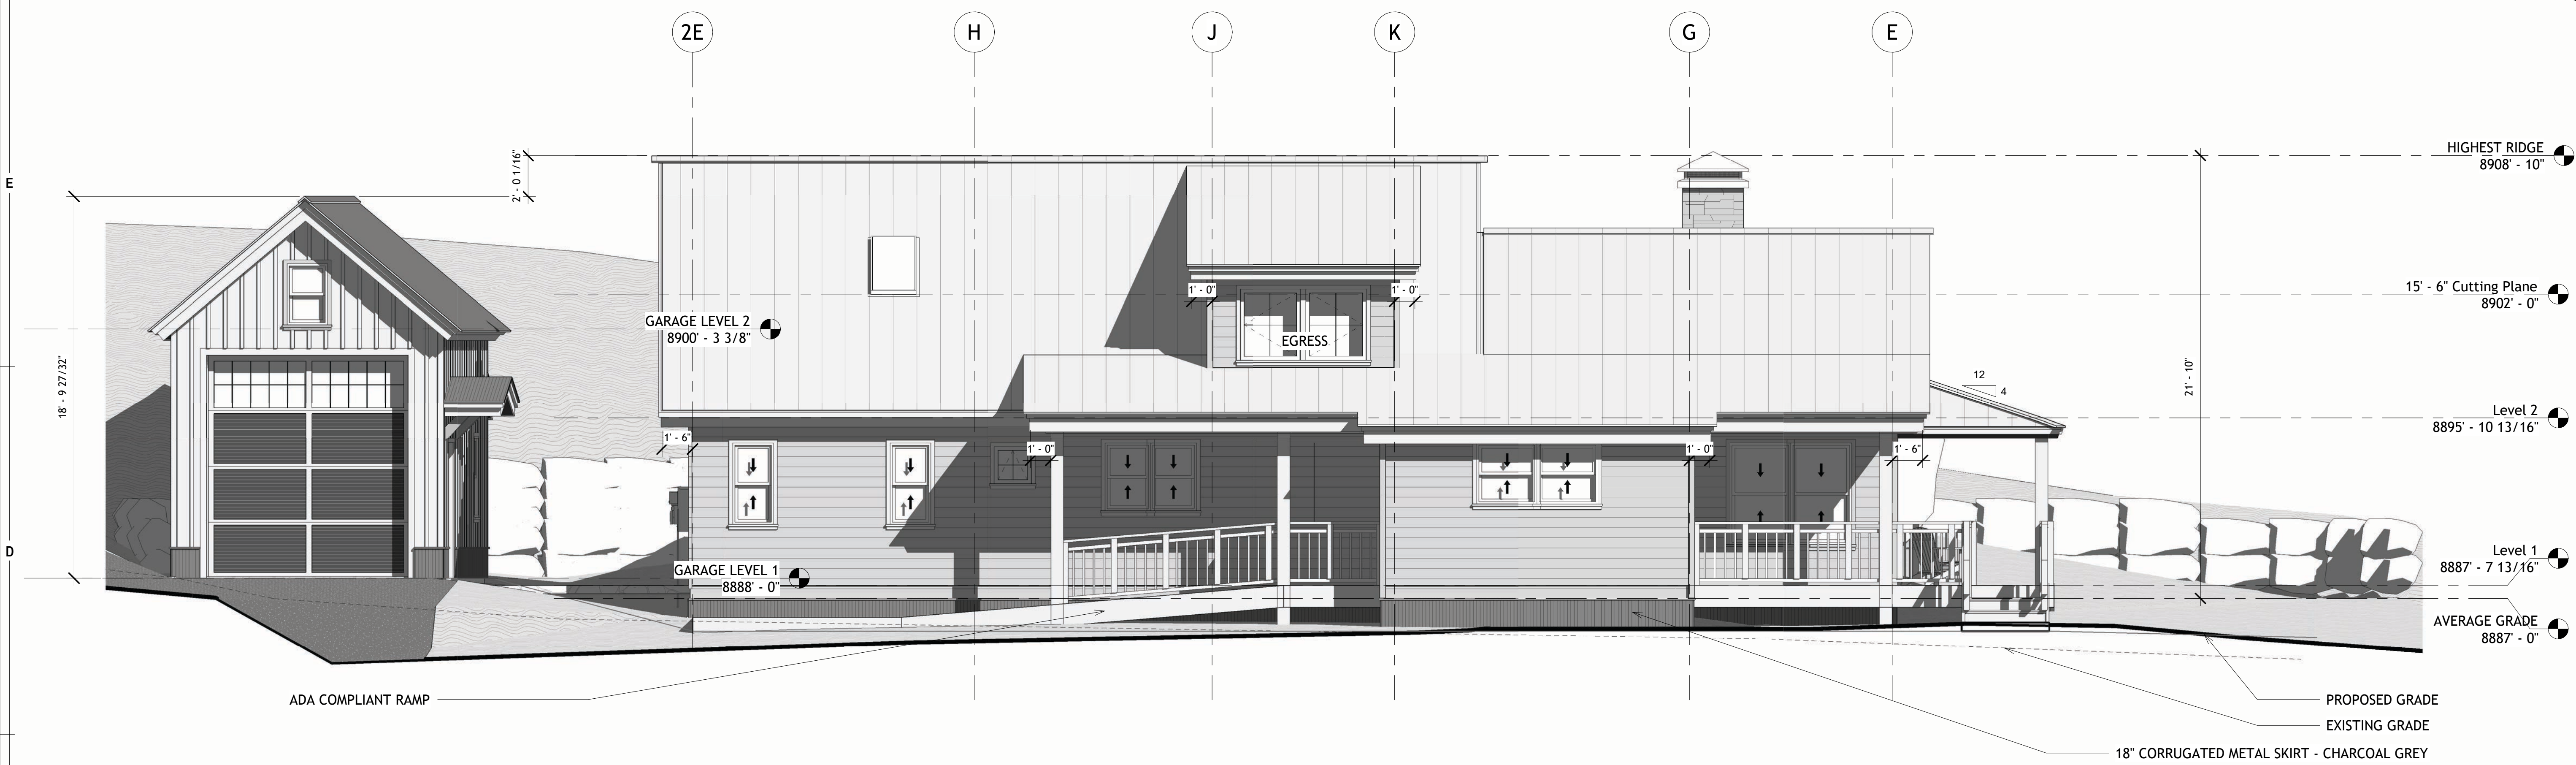 2E
H
J
K
G
E
HIGHEST RIDGE
8908' - 10"
2' - 0 1/16"
E
15' - 6" Cutting Plane
8902' - 0"
1' - 0"
1' - 0"
GARAGE LEVEL 2
8900' - 3 3/8"
EGRESS
18' - 9 27/32"
21' - 10"
12
4
Level 2
8895' - 10 13/16"
1' - 6"
1' - 0"
1' - 0"
1' - 6"
D
Level 1
8887' - 7 13/16"
GARAGE LEVEL 1
8888' - 0"
AVERAGE GRADE
8887' - 0"
ADA COMPLIANT RAMP
PROPOSED GRADE
EXISTING GRADE
18" CORRUGATED METAL SKIRT - CHARCOAL GREY